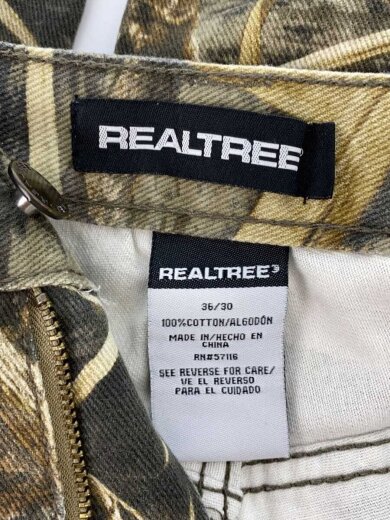 REALTREE
REALTREE
36/30
100%COTTON/ALGODÓN
MADE IN/HECHO EN
CHINA
RN#57116
SEE REVERSE FOR CARE/
VE EL REVERSO
PARA EL CUIDADO